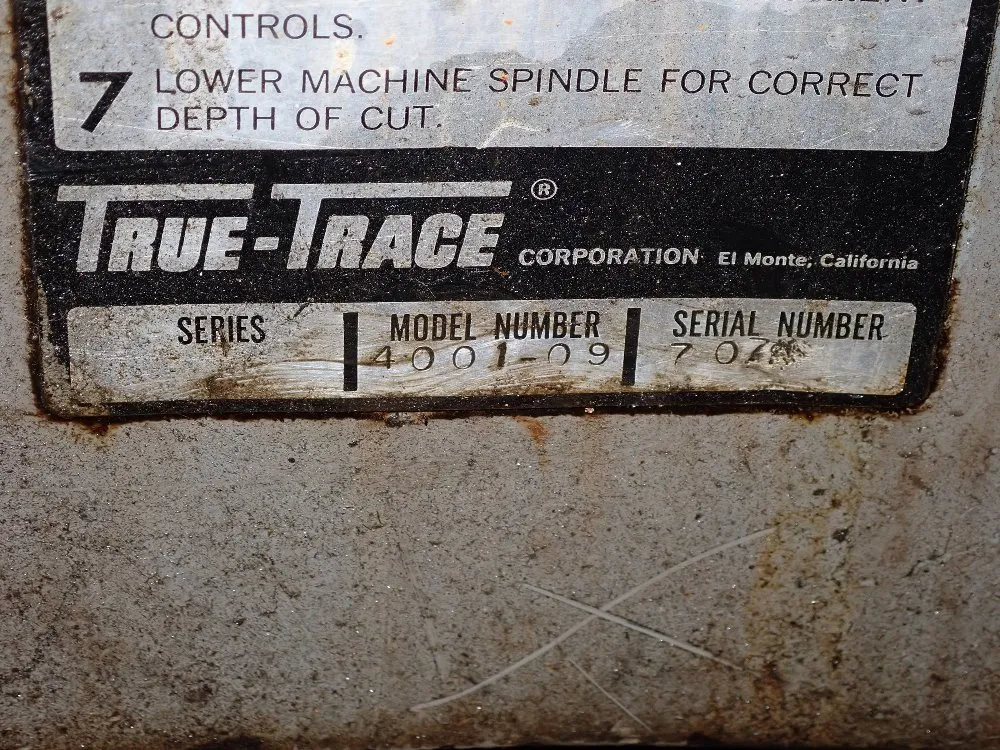 CONTROLS.
7 LOWER MACHINE SPINDLE FOR CORRECT
DEPTH OF CUT.
TRUE-TRACE ® CORPORATION El Monte, California
SERIES MODEL NUMBER SERIAL NUMBER
4001-09